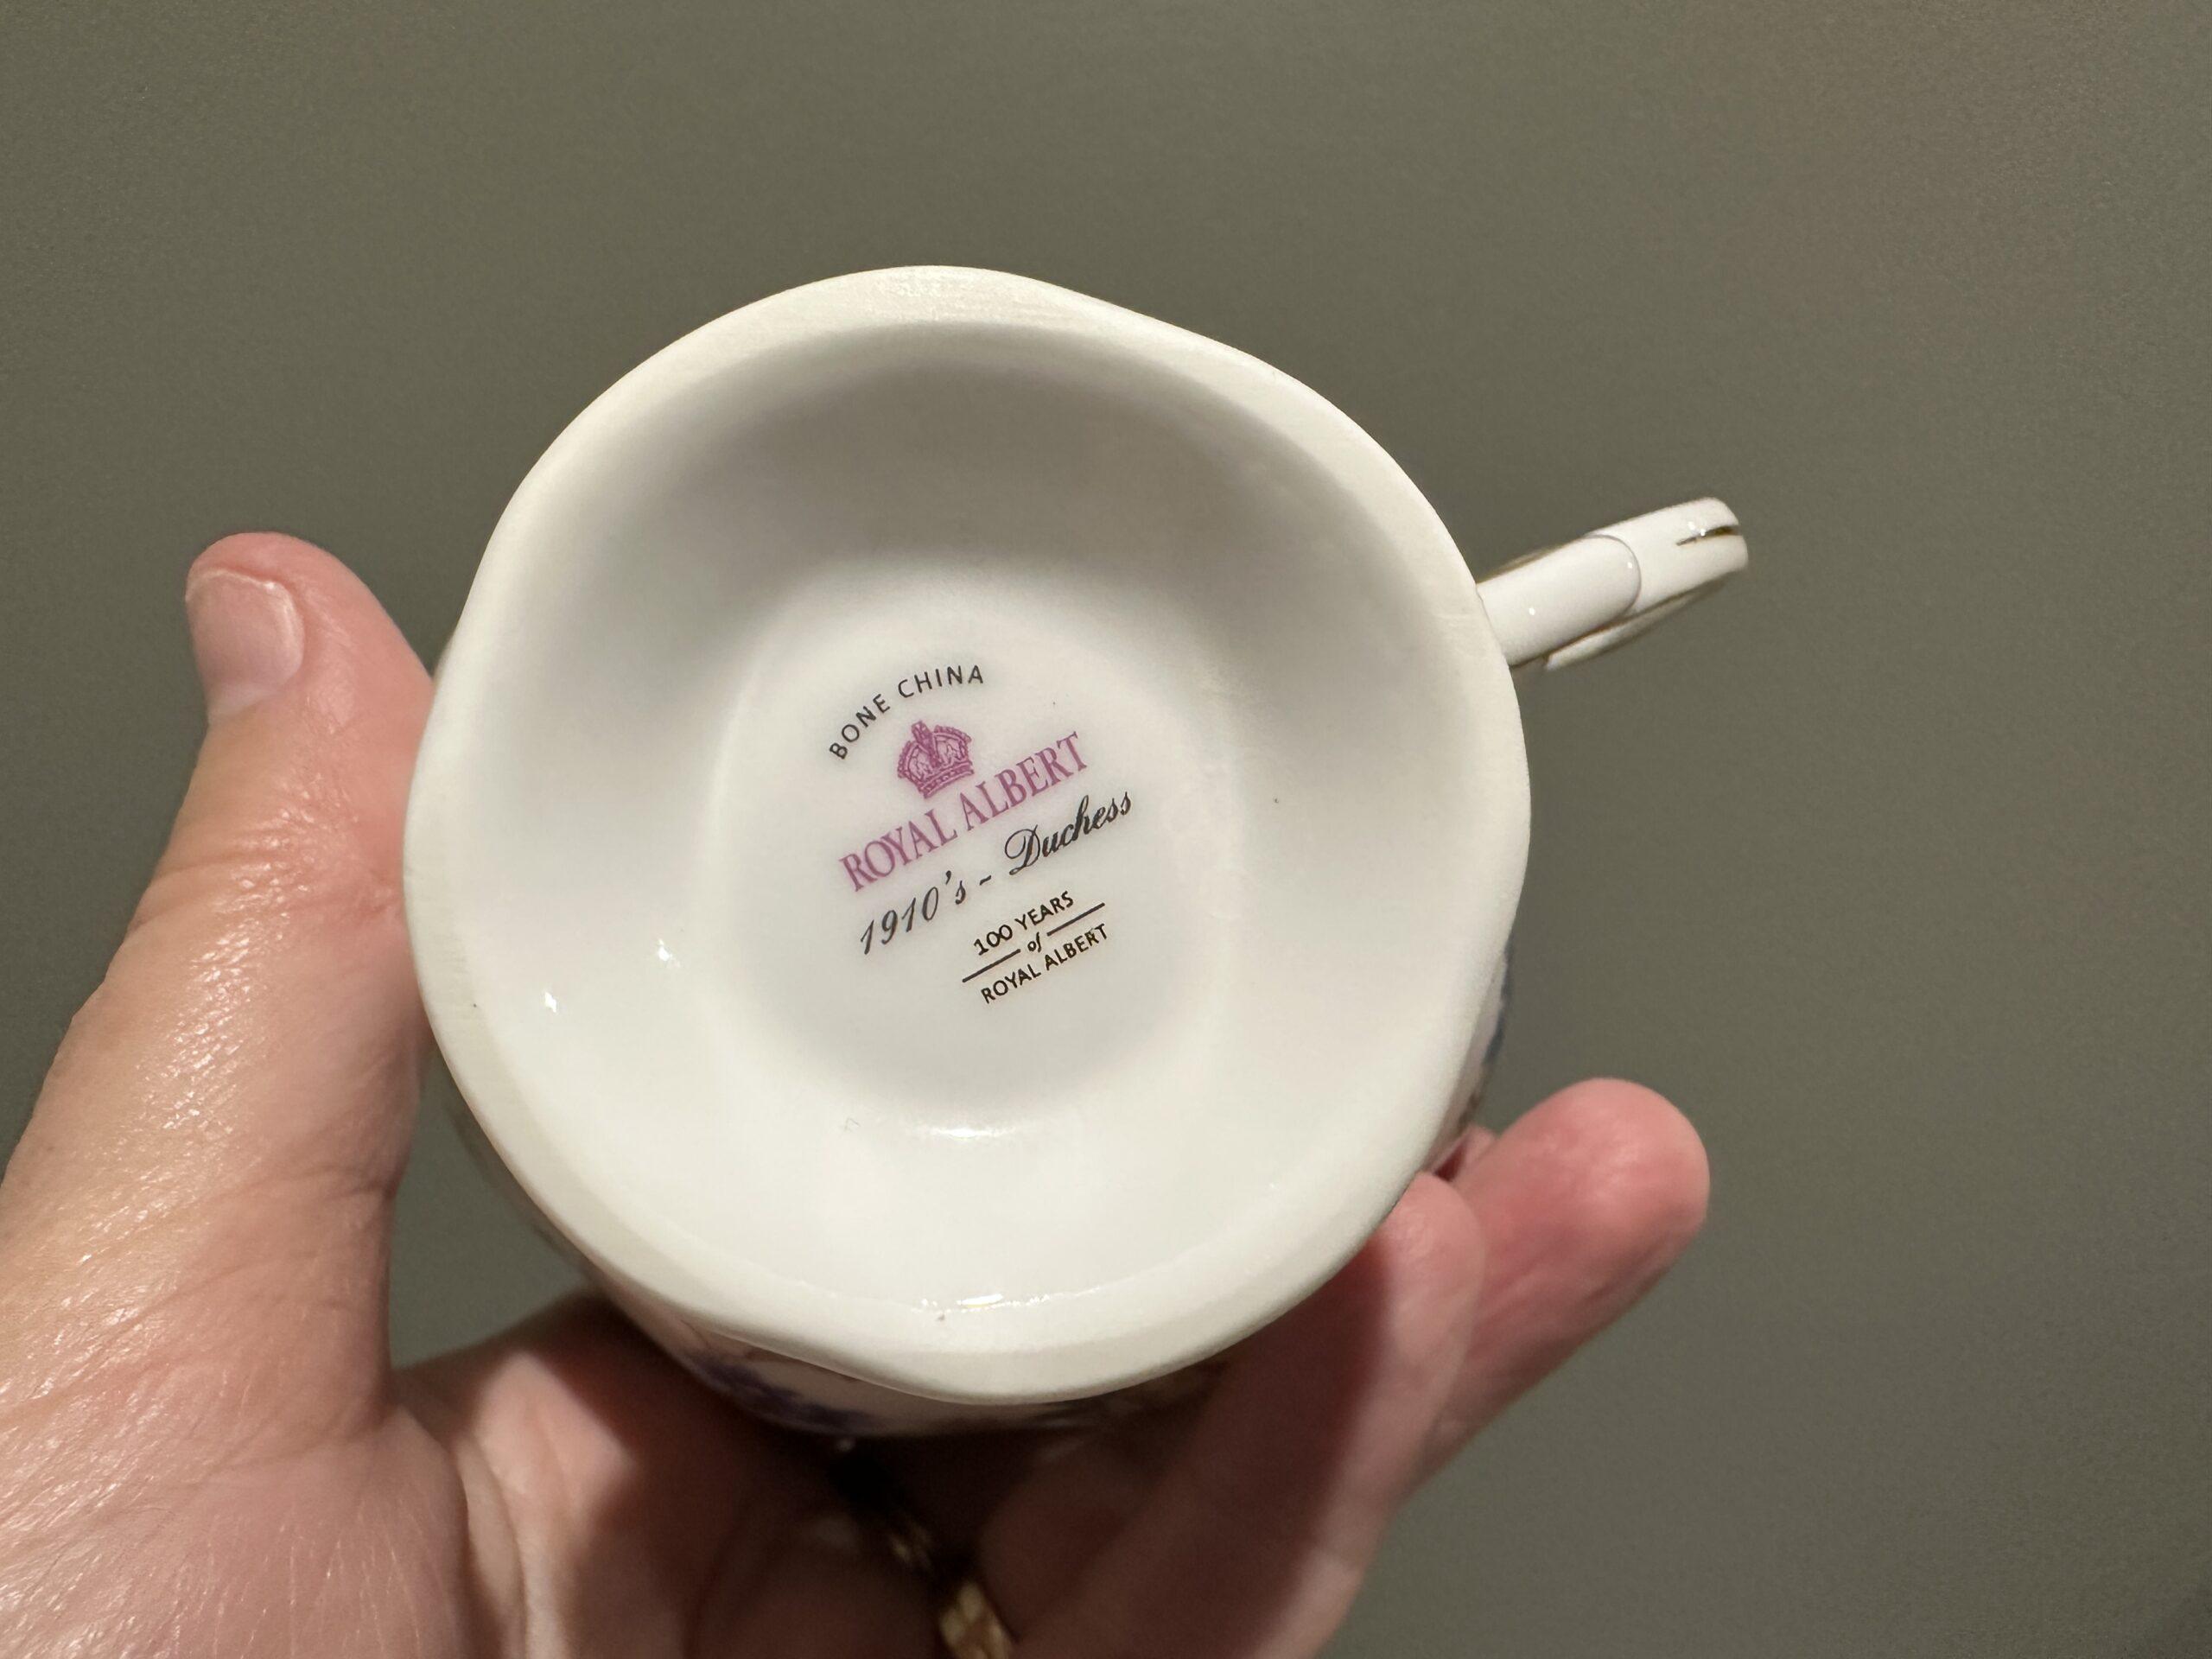 BONE CHINA
ROYAL ALBERT
1910's ~ Duchess
100 YEARS
of
ROYAL ALBERT